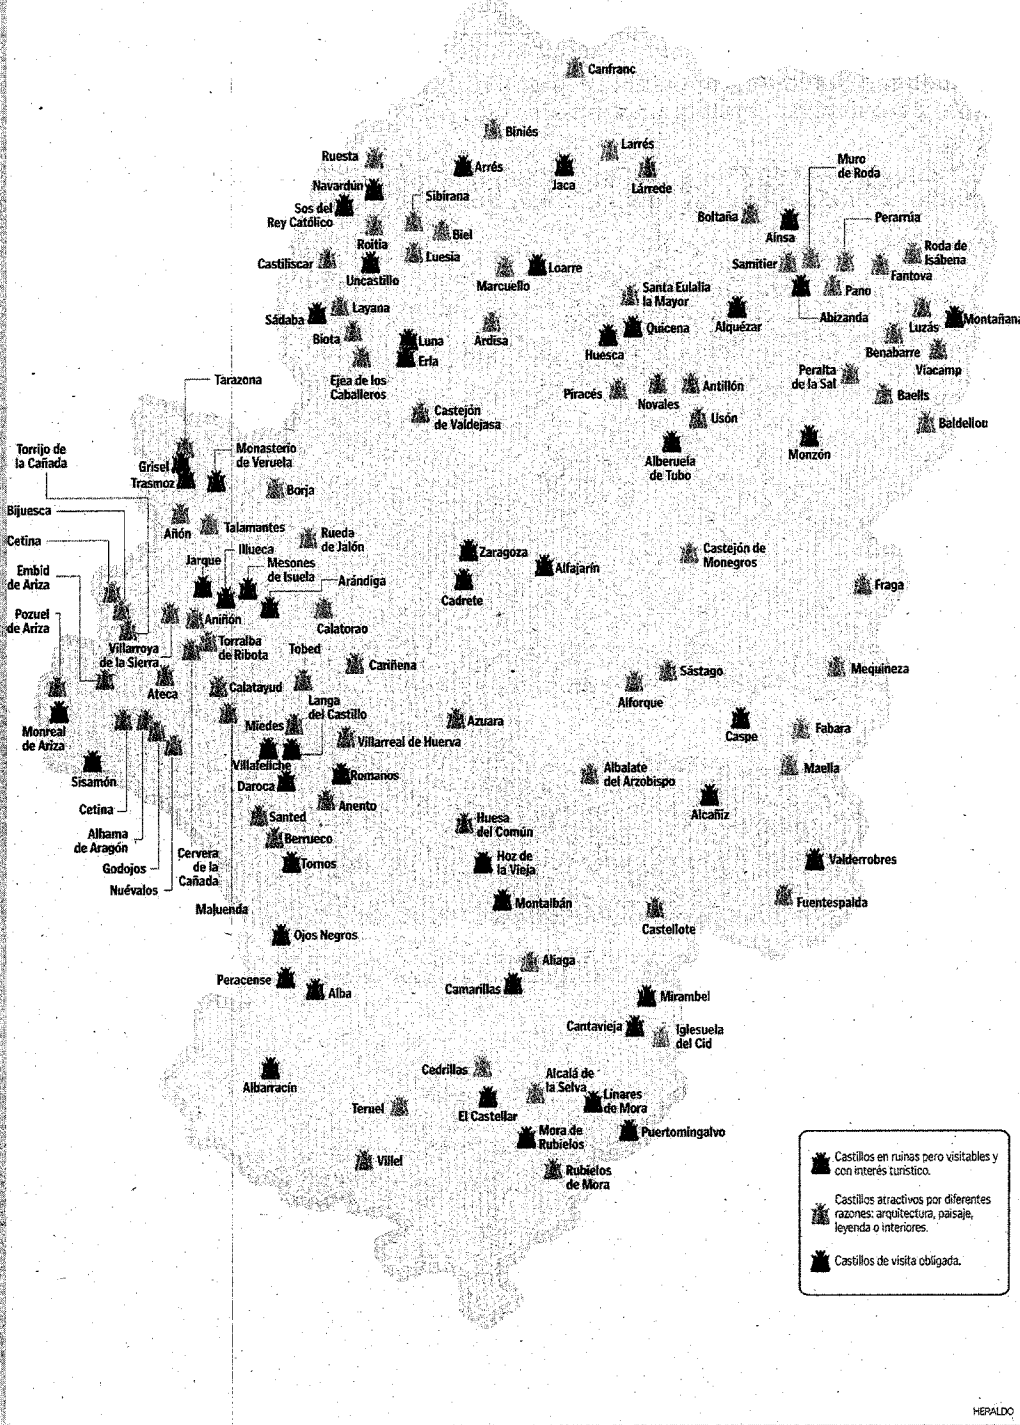 Canfranc
Biniés
Larrés
Ruesta
Arrés
Jaca
Lárrede
Muro
de Roda
Navardún
Sibirana
Sos del
Rey Católico
Roitia
Biel
Boltaña
Ainsa
Perarrúa
Castiliscar
Uncastillo
Luesia
Marcuello
Loarre
Samitier
Fantova
Roda de
Isábena
Santa Eulalia
la Mayor
Pano
Abizanda
Sádaba
Layana
Biota
Luna
Erla
Ardisa
Quicena
Huesca
Alquézar
Luzás
Montañana
Benabarre
Viacamp
Ejea de los
Caballeros
Piracés
Novales
Antillón
Peralta
de la Sal
Baells
Tarazona
Castejón
de Valdejasa
Usón
Baldellou
Torrijo de
la Cañada
Grisel
Trasmoz
Monasterio
de Veruela
Alberuela
de Tubo
Monzón
Borja
Bijuesca
Añón
Talamantes
Rueda
de Jalón
Cetina
Jarque
Illueca
Mesones
de Isuela
Arándiga
Zaragoza
Alfajarín
Castejón de
Monegros
Embid
de Ariza
Cadrete
Fraga
Pozuel
de Ariza
Aniñón
Calatorao
Villarroya
de la Sierra
Torralba
de Ribota
Tobed
Cariñena
Sástago
Mequineza
Ateca
Calatayud
Langa
del Castillo
Alforque
Monreal
de Ariza
Miedes
Villarreal de Huerva
Azuara
Caspe
Fabara
Sisamón
Villafeliche
Daroca
Romanos
Albalate
del Arzobispo
Maella
Cetina
Anento
Alcañiz
Alhama
de Aragón
Santed
Berrueco
Huesa
del Común
Godojos
Cervera
de la
Cañada
Tornos
Hoz de
la Vieja
Valderrobres
Nuévalos
Maluenda
Montalbán
Fuentespalda
Castellote
Ojos Negros
Aliaga
Peracense
Alba
Camarillas
Mirambel
Cantavieja
Iglesuela
del Cid
Albarracín
Cedrillas
Alcalá de
la Selva
Teruel
El Castellar
Linares
de Mora
Mora de
Rubielos
Puertomingalvo
Villel
Rubielos
de Mora
Castillos en ruinas pero visitables y
con interés turístico.
Castillos atractivos por diferentes
razones: arquitectura, paisaje,
leyenda o interiores.
Castillos de visita obligada.
HERALDO